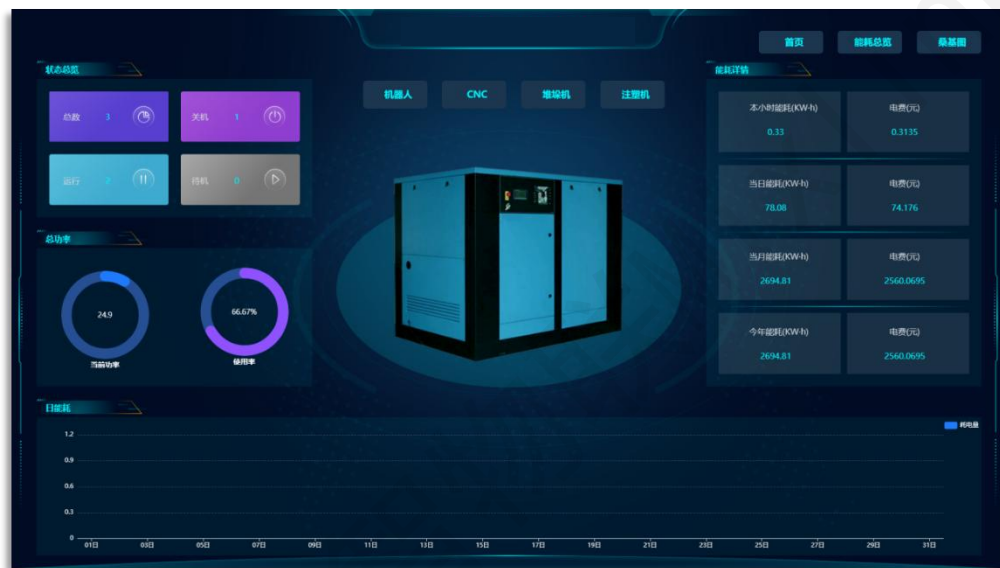 首页 能耗总览 桑基图
状态总览
总数 3
关机 1
运行 2
待机 0
机器人 CNC 堆垛机 注塑机
总功率
24.9
当前功率
66.67%
使用率
能耗详情
本小时能耗(KW-h) 电费(元)
0.33 0.3135
当日能耗(KW-h) 电费(元)
78.08 74.176
当月能耗(KW-h) 电费(元)
2694.81 2560.0695
今年能耗(KW-h) 电费(元)
2694.81 2560.0695
日能耗
耗电量
1.2
0.9
0.6
0.3
0
01日 03日 05日 07日 09日 11日 13日 15日 17日 19日 21日 23日 25日 27日 29日 31日